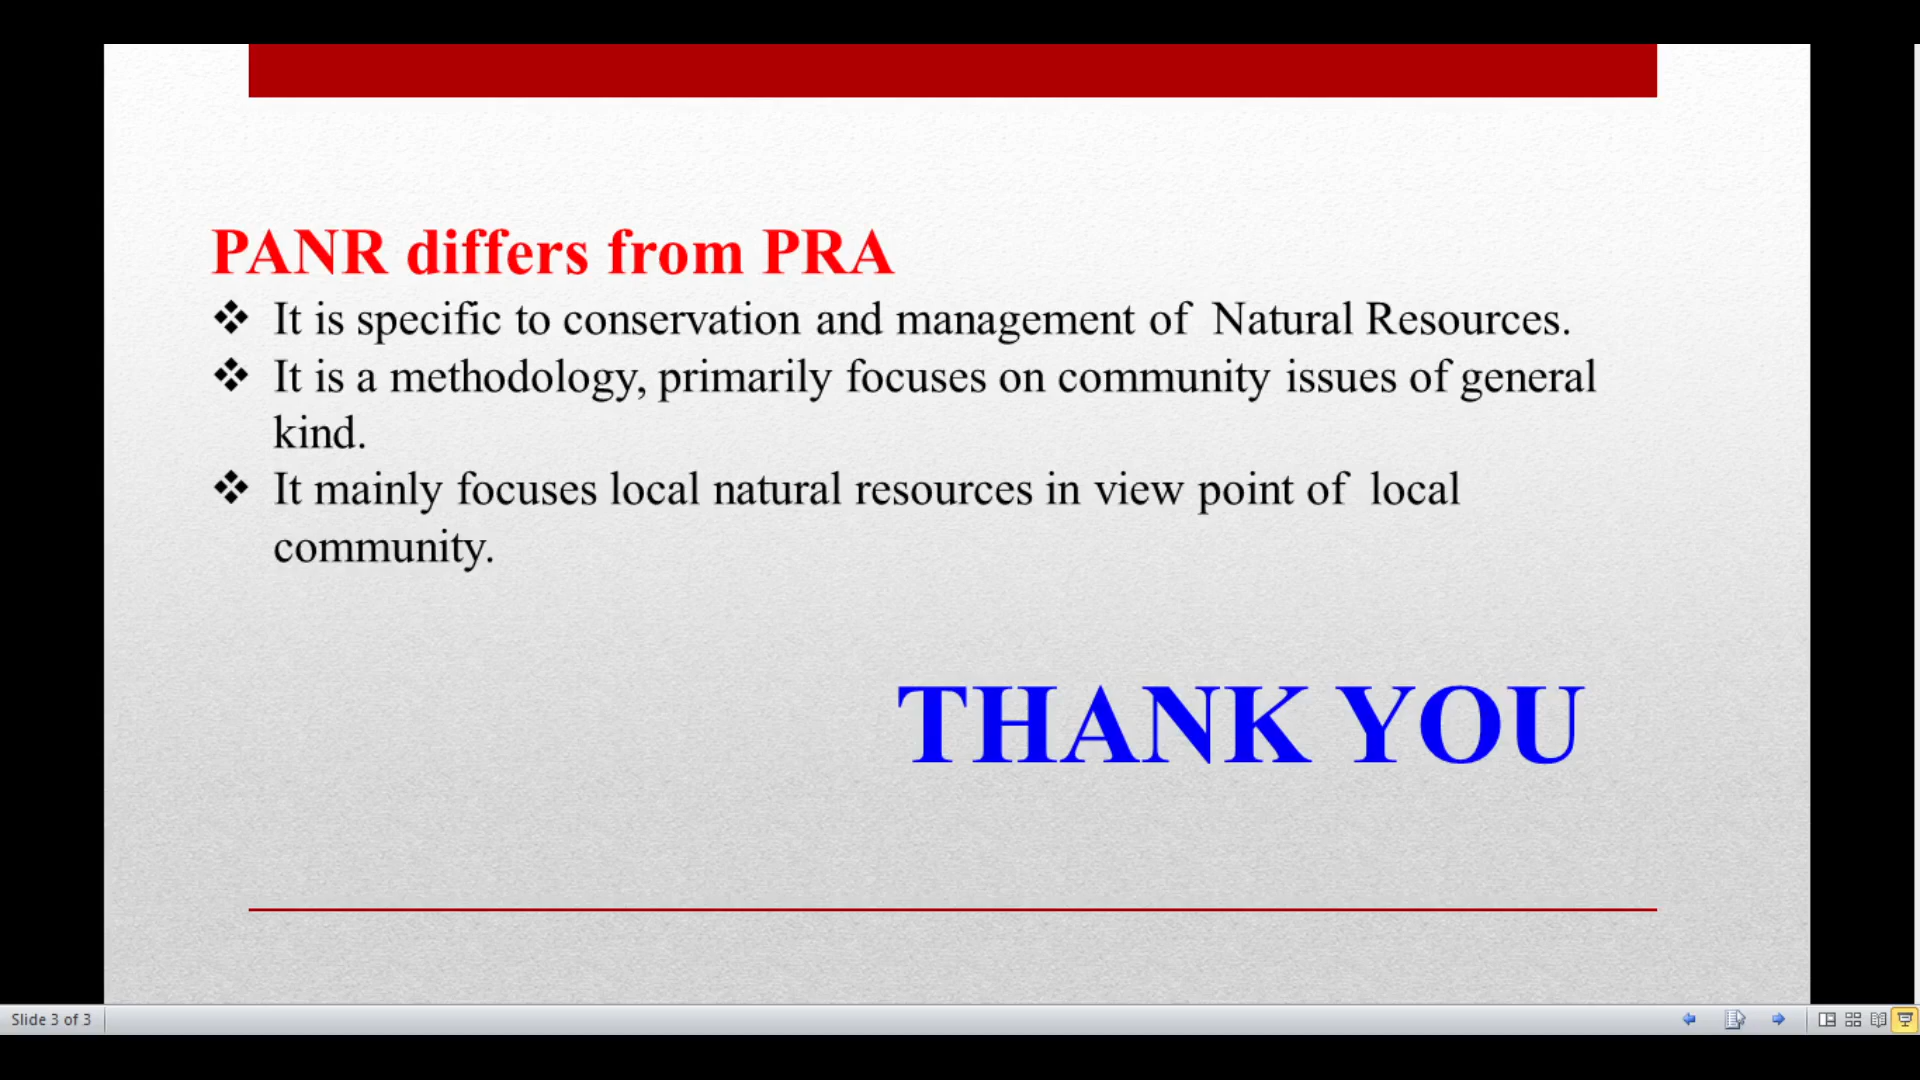 PANR differs from PRA
❖ It is specific to conservation and management of Natural Resources.
❖ It is a methodology, primarily focuses on community issues of general
kind.
❖ It mainly focuses local natural resources in view point of local
community.
THANK YOU
Slide 3 of 3